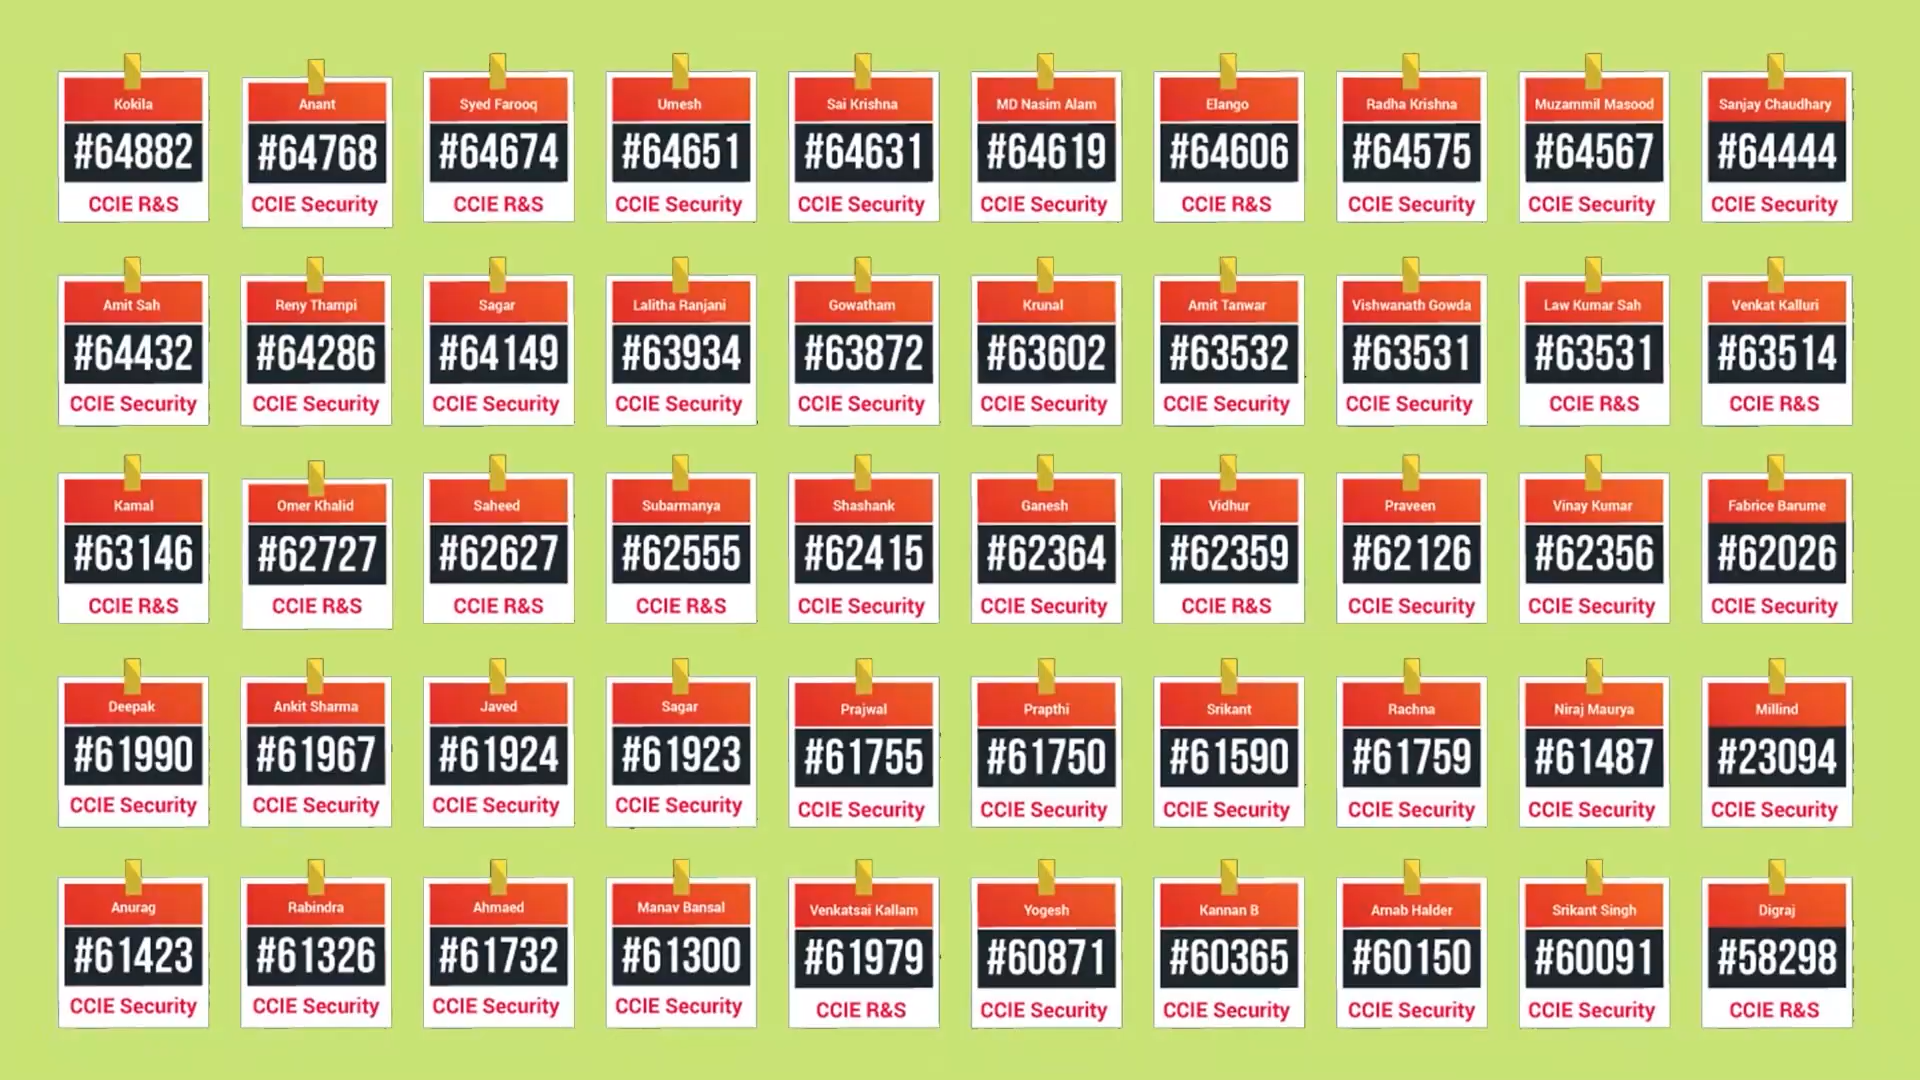 Kokila
#64882
CCIE R&S
Anant
#64768
CCIE Security
Syed Farooq
#64674
CCIE R&S
Umesh
#64651
CCIE Security
Sai Krishna
#64631
CCIE Security
MD Nasim Alam
#64619
CCIE Security
Elango
#64606
CCIE R&S
Radha Krishna
#64575
CCIE Security
Muzammil Masood
#64567
CCIE Security
Sanjay Chaudhary
#64444
CCIE Security
Amit Sah
#64432
CCIE Security
Reny Thampi
#64286
CCIE Security
Sagar
#64149
CCIE Security
Lalitha Ranjani
#63934
CCIE Security
Gowatham
#63872
CCIE Security
Krunal
#63602
CCIE Security
Amit Tanwar
#63532
CCIE Security
Vishwanath Gowda
#63531
CCIE Security
Law Kumar Sah
#63531
CCIE R&S
Venkat Kalluri
#63514
CCIE R&S
Kamal
#63146
CCIE R&S
Omer Khalid
#62727
CCIE R&S
Saheed
#62627
CCIE R&S
Subarmanya
#62555
CCIE R&S
Shashank
#62415
CCIE Security
Ganesh
#62364
CCIE Security
Vidhur
#62359
CCIE R&S
Praveen
#62126
CCIE Security
Vinay Kumar
#62356
CCIE Security
Fabrice Barume
#62026
CCIE Security
Deepak
#61990
CCIE Security
Ankit Sharma
#61967
CCIE Security
Javed
#61924
CCIE Security
Sagar
#61923
CCIE Security
Prajwal
#61755
CCIE Security
Prapthi
#61750
CCIE Security
Srikant
#61590
CCIE Security
Rachna
#61759
CCIE Security
Niraj Maurya
#61487
CCIE Security
Millind
#23094
CCIE Security
Anurag
#61423
CCIE Security
Rabindra
#61326
CCIE Security
Ahmaed
#61732
CCIE Security
Manav Bansal
#61300
CCIE Security
Venkatsai Kallam
#61979
CCIE R&S
Yogesh
#60871
CCIE Security
Kannan B
#60365
CCIE Security
Arnab Halder
#60150
CCIE Security
Srikant Singh
#60091
CCIE Security
Digraj
#58298
CCIE R&S